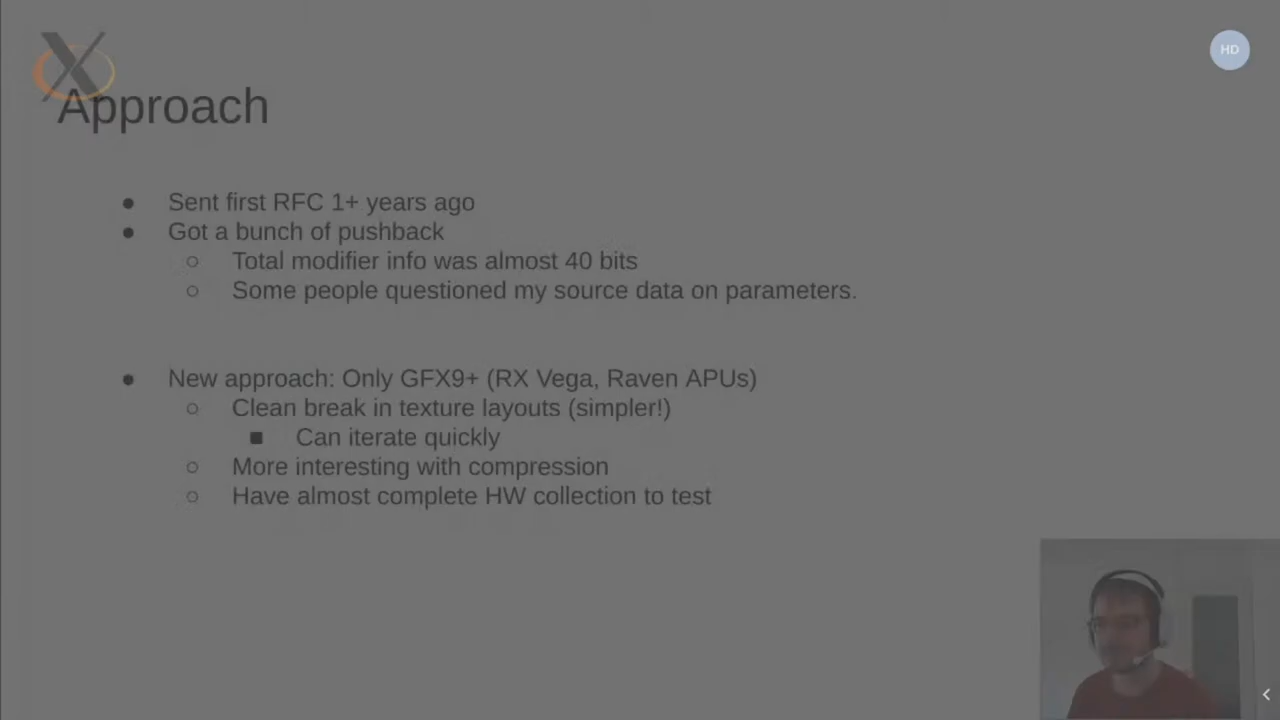 HD
X
Approach
● Sent first RFC 1+ years ago
● Got a bunch of pushback
○ Total modifier info was almost 40 bits
○ Some people questioned my source data on parameters.
● New approach: Only GFX9+ (RX Vega, Raven APUs)
○ Clean break in texture layouts (simpler!)
■ Can iterate quickly
○ More interesting with compression
○ Have almost complete HW collection to test